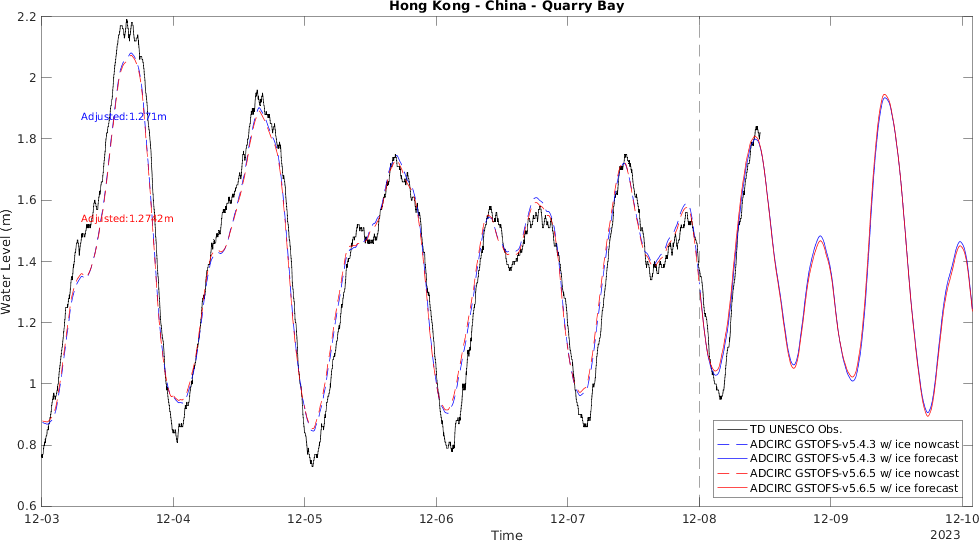 Hong Kong - China - Quarry Bay
2.2
2
1.8
1.6
1.4
1.2
1
0.8
0.6
Water Level (m)
Adjusted:1.271m
Adjusted:1.2742m
TD UNESCO Obs.
ADCIRC GSTOFS-v5.4.3 w/ ice nowcast
ADCIRC GSTOFS-v5.4.3 w/ ice forecast
ADCIRC GSTOFS-v5.6.5 w/ ice nowcast
ADCIRC GSTOFS-v5.6.5 w/ ice forecast
12-03 12-04 12-05 12-06 12-07 12-08 12-09 12-10
Time
2023